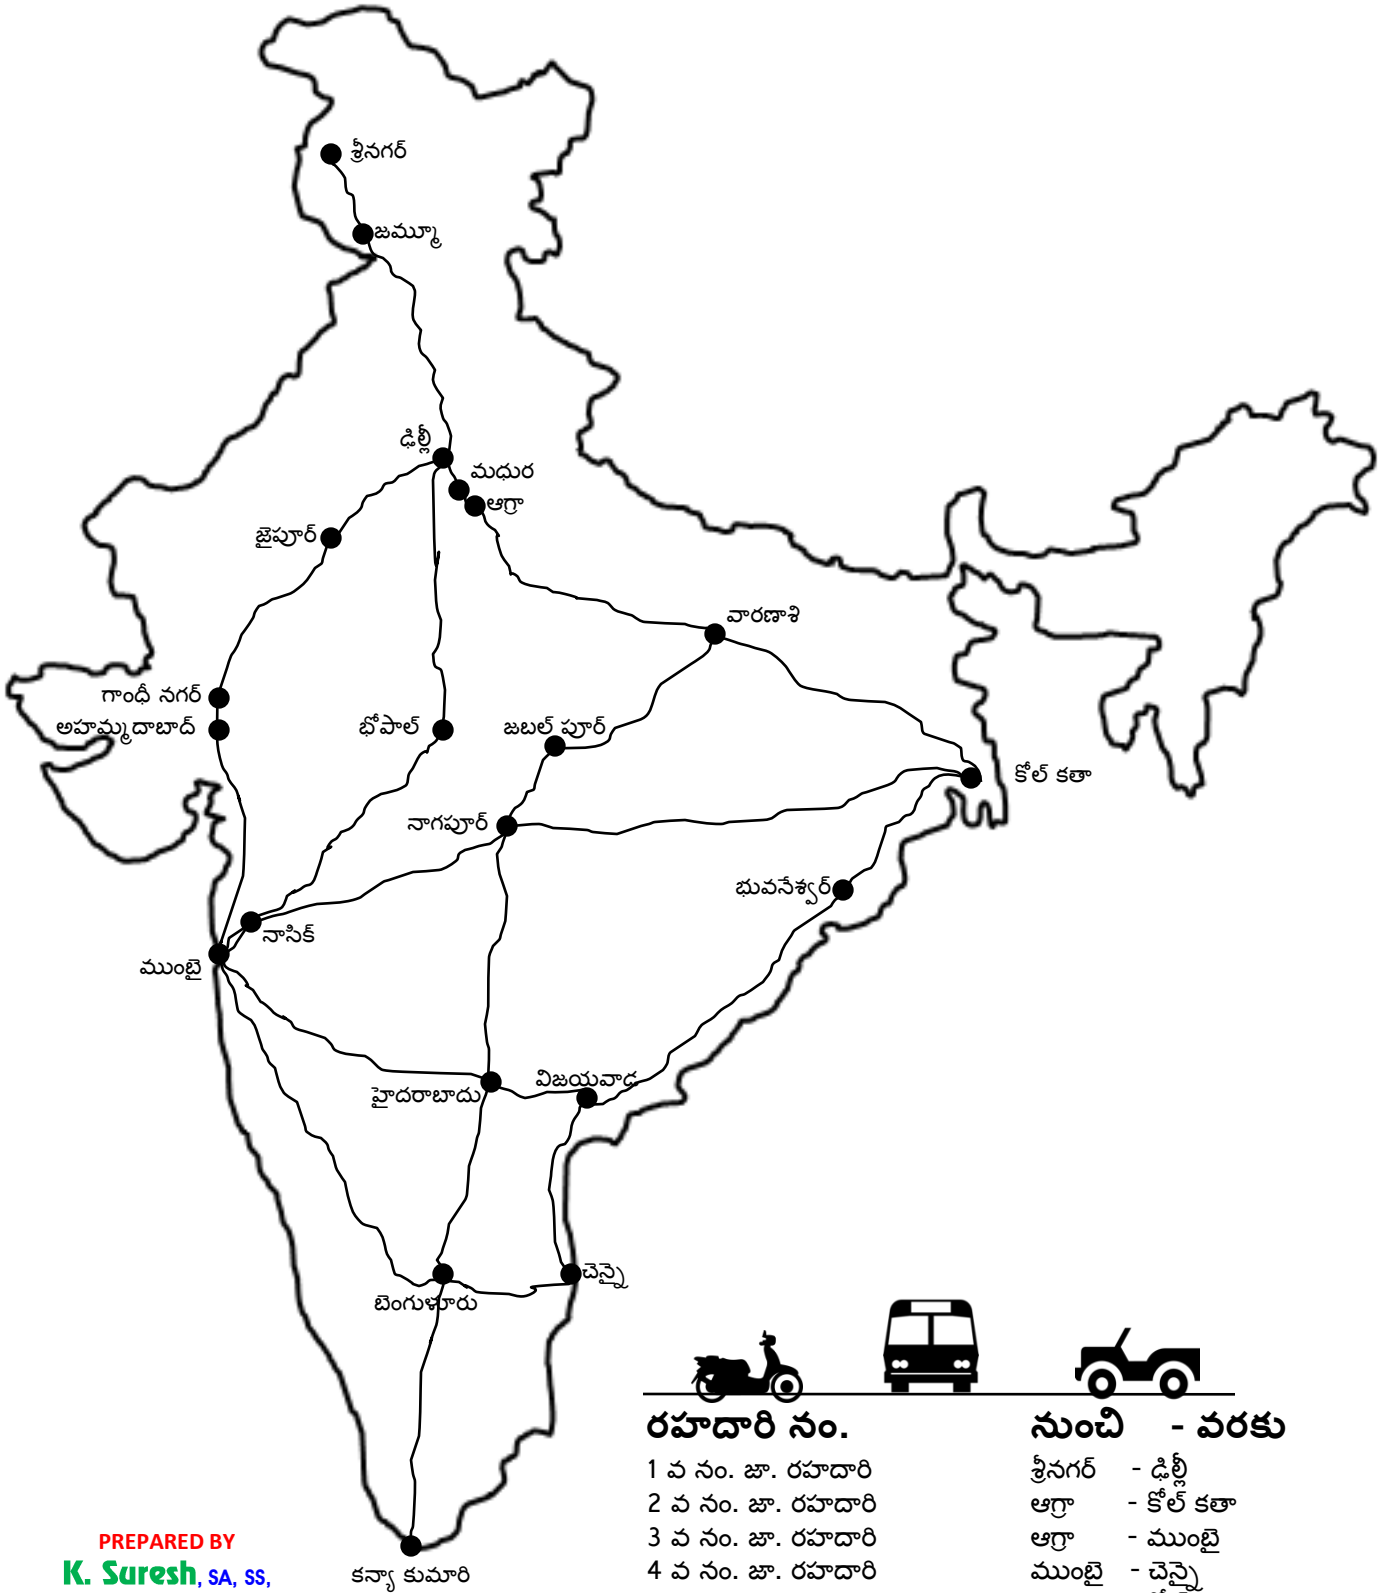 శ్రీనగర్
జమ్మూ
ఢిల్లీ
మధుర
ఆగ్రా
జైపూర్
వారణాశి
గాంధీ నగర్
అహమ్మదాబాద్
భోపాల్
జబల్ పూర్
కోల్ కతా
నాగపూర్
భువనేశ్వర్
నాసిక్
ముంబై
హైదరాబాదు
విజయవాడ
చెన్నై
బెంగుళూరు
కన్యా కుమారి
రహదారి నం. నుంచి - వరకు
1 వ నం. జా. రహదారి శ్రీనగర్ - ఢిల్లీ
2 వ నం. జా. రహదారి ఆగ్రా - కోల్ కతా
3 వ నం. జా. రహదారి ఆగ్రా - ముంబై
4 వ నం. జా. రహదారి ముంబై - చెన్నై
PREPARED BY
K. Suresh, SA, SS,